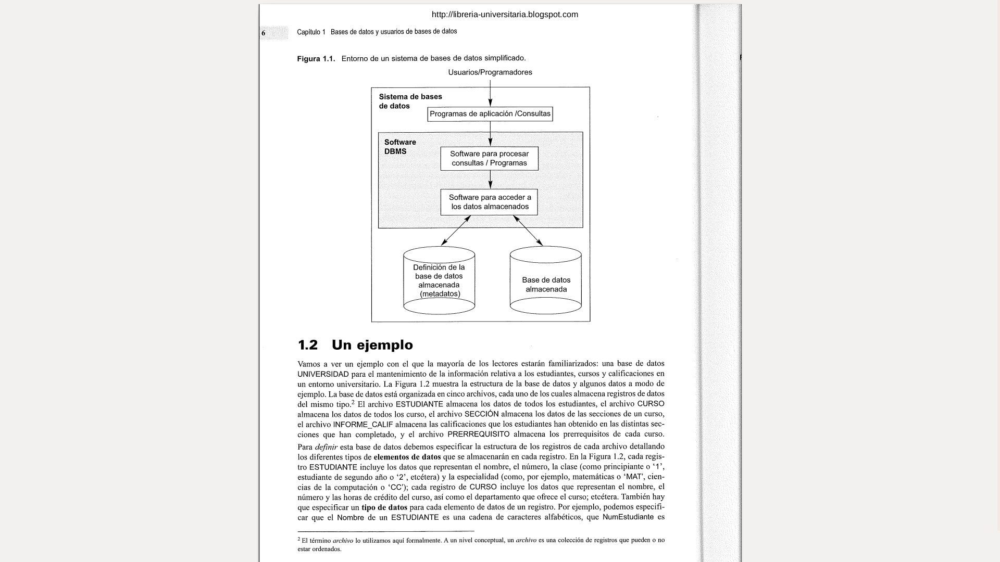 http://libreria-universitaria.blogspot.com
6
Capítulo 1 Bases de datos y usuarios de bases de datos
Figura 1.1. Entorno de un sistema de bases de datos simplificado.
Usuarios/Programadores
Sistema de bases
de datos
Programas de aplicación /Consultas
Software
DBMS
Software para procesar
consultas / Programas
Software para acceder a
los datos almacenados
Definición de la
base de datos
almacenada
(metadatos)
Base de datos
almacenada
1.2 Un ejemplo
Vamos a ver un ejemplo con el que la mayoría de los lectores estarán familiarizados: una base de datos
UNIVERSIDAD para el mantenimiento de la información relativa a los estudiantes, cursos y calificaciones en
un entorno universitario. La Figura 1.2 muestra la estructura de la base de datos y algunos datos a modo de
ejemplo. La base de datos está organizada en cinco archivos, cada uno de los cuales almacena registros de datos
del mismo tipo.² El archivo ESTUDIANTE almacena los datos de todos los estudiantes, el archivo CURSO
almacena los datos de todos los curso, el archivo SECCIÓN almacena los datos de las secciones de un curso,
el archivo INFORME_CALIF almacena las calificaciones que los estudiantes han obtenido en las distintas sec-
ciones que han completado, y el archivo PRERREQUISITO almacena los prerrequisitos de cada curso.
Para definir esta base de datos debemos especificar la estructura de los registros de cada archivo detallando
los diferentes tipos de elementos de datos que se almacenarán en cada registro. En la Figura 1.2, cada regis-
tro ESTUDIANTE incluye los datos que representan el nombre, el número, la clase (como principiante o ‘1’,
estudiante de segundo año o ‘2’, etcétera) y la especialidad (como, por ejemplo, matemáticas o ‘MAT’, cien-
cias de la computación o ‘CC’); cada registro de CURSO incluye los datos que representan el nombre, el
número y las horas de crédito del curso, así como el departamento que ofrece el curso; etcétera. También hay
que especificar un tipo de datos para cada elemento de datos de un registro. Por ejemplo, podemos especifi-
car que el Nombre de un ESTUDIANTE es una cadena de caracteres alfabéticos, que NumEstudiante es
² El término archivo lo utilizamos aquí formalmente. A un nivel conceptual, un archivo es una colección de registros que pueden o no
estar ordenados.